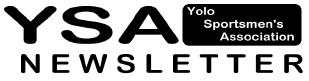 YSA
Yolo
Sportsmen's
Association
NEWSLETTER